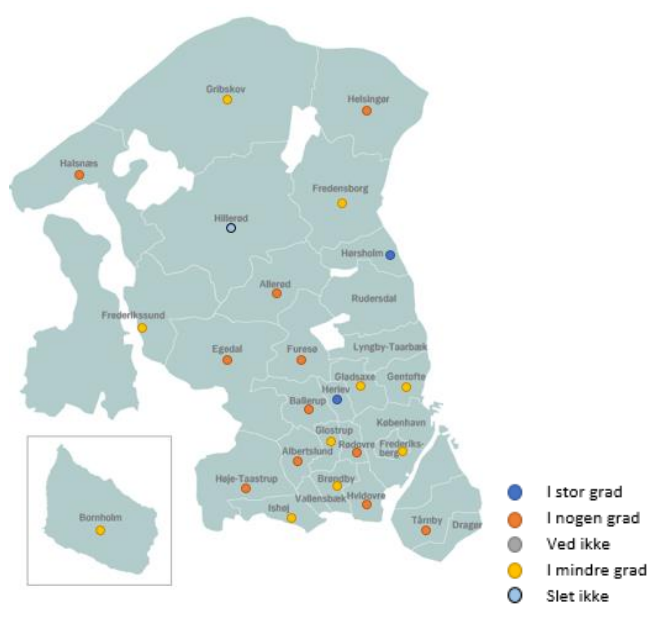 Gribskov
Helsingør
Halsnæs
Fredensborg
Hillerød
Hørsholm
Allerød
Rudersdal
Frederikssund
Egedal
Furesø
Lyngby-Taarbæk
Gladsaxe
Gentofte
Herlev
Ballerup
København
Glostrup
Albertslund
Rødovre
Frederiks-
berg
Høje-Taastrup
Brøndby
Vallensbæk
Hvidovre
Ishøj
Tårnby
Dragør
Bornholm
I stor grad
I nogen grad
Ved ikke
I mindre grad
Slet ikke